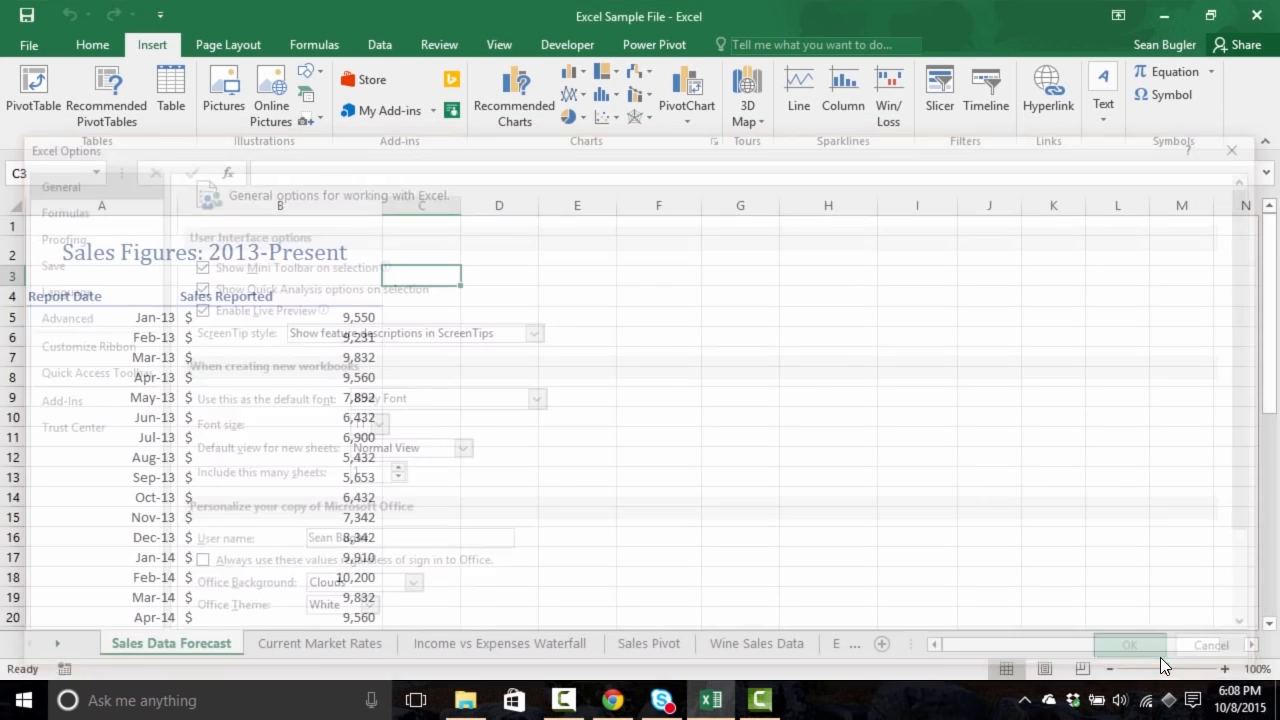 Excel Sample File - Excel
File Home Insert Page Layout Formulas Data Review View Developer Power Pivot Tell me what you want to do... Sean Bugler Share
PivotTable Recommended PivotTables Table Pictures Online Pictures Store My Add-ins Recommended Charts PivotChart 3D Map Line Column Win/Loss Slicer Timeline Hyperlink Text Equation Symbol
Tables Illustrations Add-ins Charts Tours Sparklines Filters Links Symbols
Excel Options ?
C3 fx
General
General options for working with Excel.
A B C D E F G H I J K L M N
Formulas
1
Proofing
User Interface options
2 Sales Figures: 2013-Present
Save
Show Mini Toolbar on selection
3
Language
Show Quick Analysis options on selection
4 Report Date Sales Reported
Advanced
Enable Live Preview
5 Jan-13 $ 9,550
ScreenTip style: Show feature descriptions in ScreenTips
6 Feb-13 $ 9,231
Customize Ribbon
7 Mar-13 $ 9,832
When creating new workbooks
Quick Access Toolbar
8 Apr-13 $ 9,560
Add-Ins
Use this as the default font: Body Font
9 May-13 $ 7,892
Trust Center
Font size: 11
10 Jun-13 $ 6,432
11 Jul-13 $ 6,900
Default view for new sheets: Normal View
12 Aug-13 $ 5,432
Include this many sheets: 1
13 Sep-13 $ 5,653
14 Oct-13 $ 6,432
Personalize your copy of Microsoft Office
15 Nov-13 $ 7,342
User name: Sean Bugler
16 Dec-13 $ 8,342
Always use these values regardless of sign in to Office.
17 Jan-14 $ 9,910
Office Background: Clouds
18 Feb-14 $ 10,200
Office Theme: White
19 Mar-14 $ 9,832
20 Apr-14 $ 9,560
Sales Data Forecast Current Market Rates Income vs Expenses Waterfall Sales Pivot Wine Sales Data E ... OK Cancel
Ready 100%
Ask me anything 6:08 PM
10/8/2015